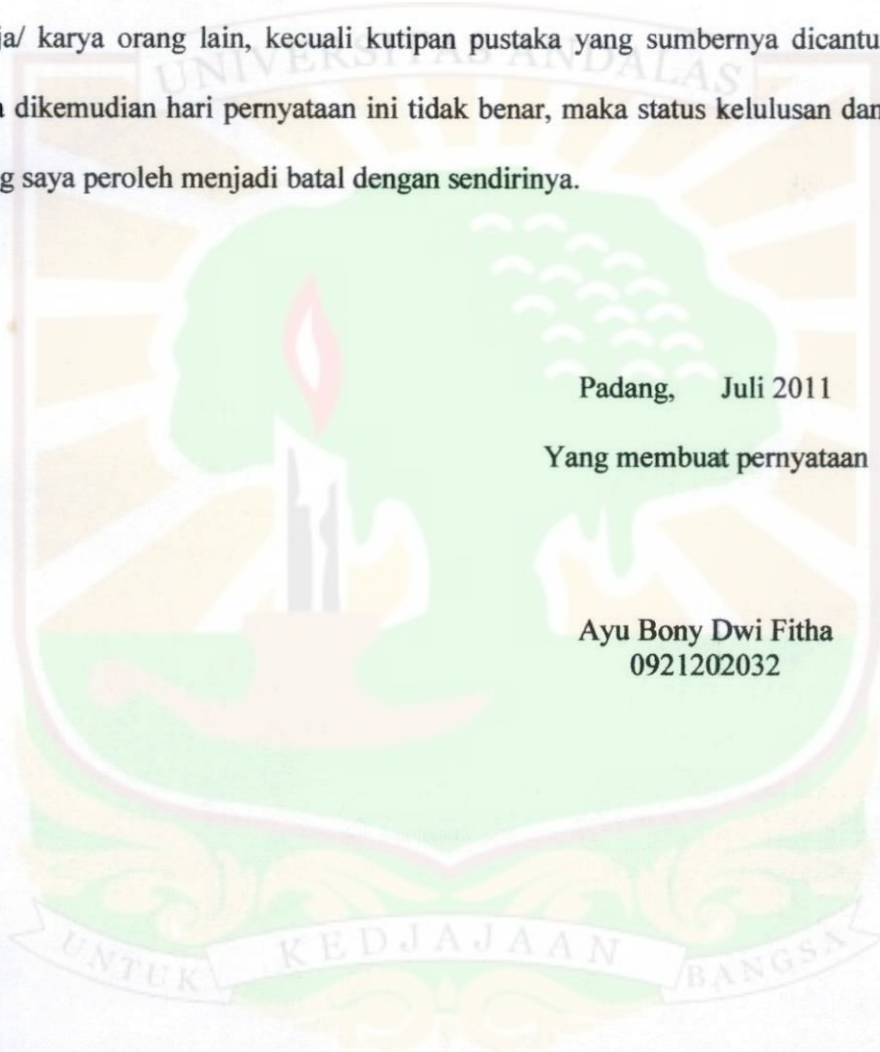 ja/ karya orang lain, kecuali kutipan pustaka yang sumbernya dicantu
UNIVERSITAS ANDALAS
dikemudian hari pernyataan ini tidak benar, maka status kelulusan dan
g saya peroleh menjadi batal dengan sendirinya.
Padang, Juli 2011
Yang membuat pernyataan
Ayu Bony Dwi Fitha
0921202032
UNTUK KEDJAJAAN BANGSA